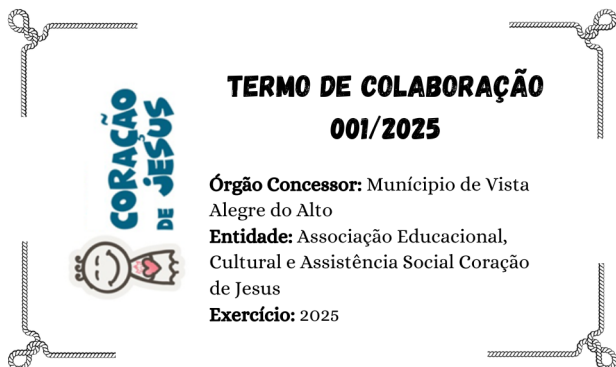 CORAÇÃO
DE JESUS
TERMO DE COLABORAÇÃO
001/2025
Órgão Concessor: Munícipio de Vista
Alegre do Alto
Entidade: Associação Educacional,
Cultural e Assistência Social Coração
de Jesus
Exercício: 2025